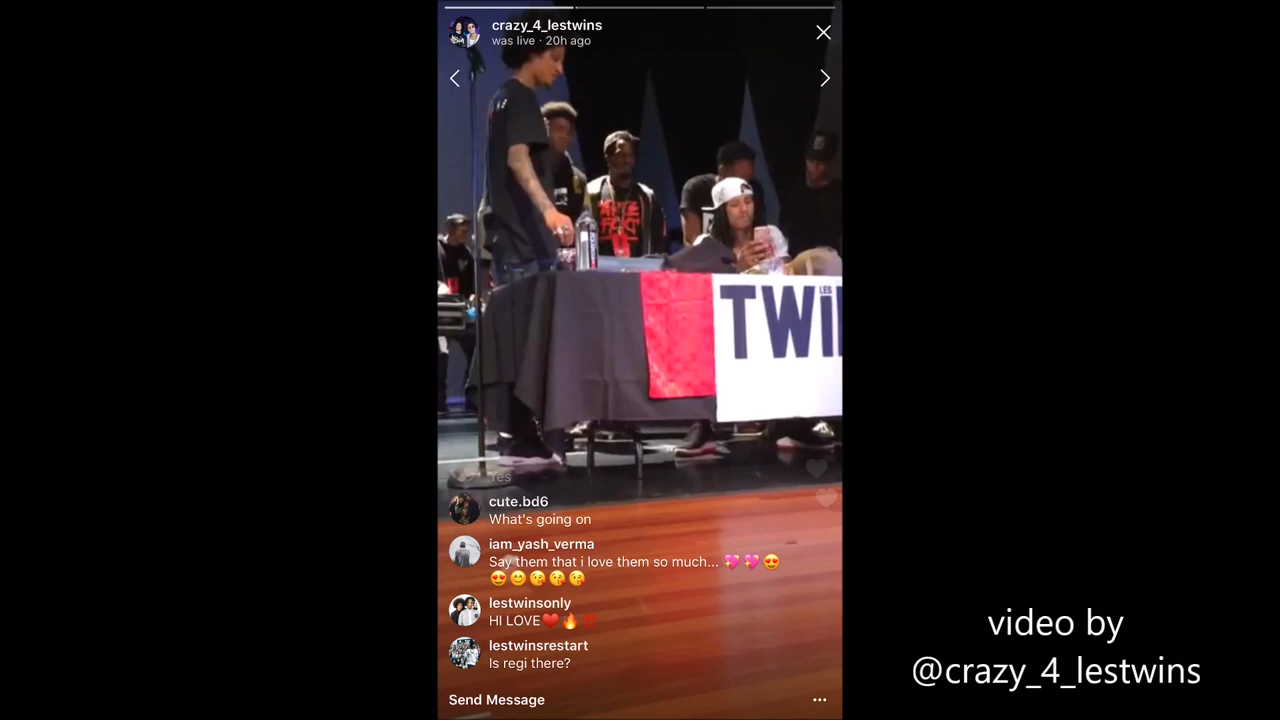 crazy_4_lestwins
was live · 20h ago
LES
TWi
Yes
cute.bd6
What's going on
iam_yash_verma
Say them that i love them so much... 💖 💖 😍
😍 😊 😘 😘 😘
lestwinsonly
HI LOVE❤️🔥💯
lestwinsrestart
Is regi there?
Send Message
video by
@crazy_4_lestwins